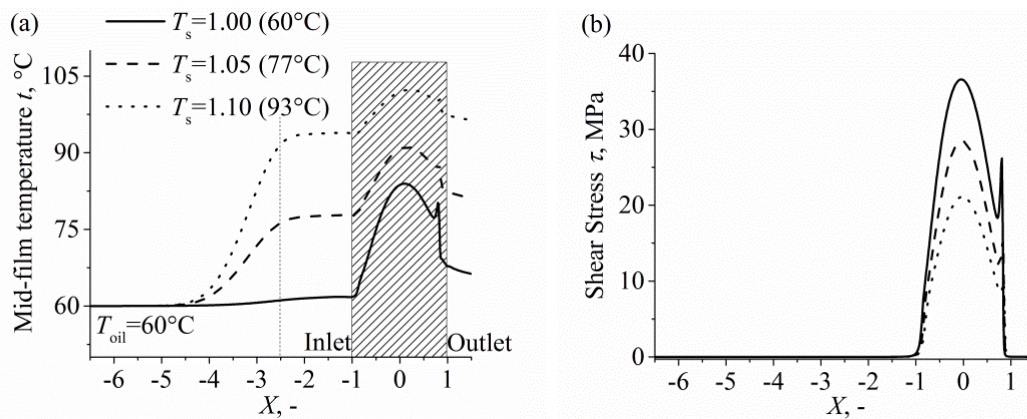 (a)
Tₛ=1.00 (60°C)
Tₛ=1.05 (77°C)
Tₛ=1.10 (93°C)
Mid-film temperature t, °C
105
90
75
60
T_oil=60°C
Inlet
Outlet
-6 -5 -4 -3 -2 -1 0 1
X, -
(b)
Shear Stress τ, MPa
40
30
20
10
0
-6 -5 -4 -3 -2 -1 0 1
X, -